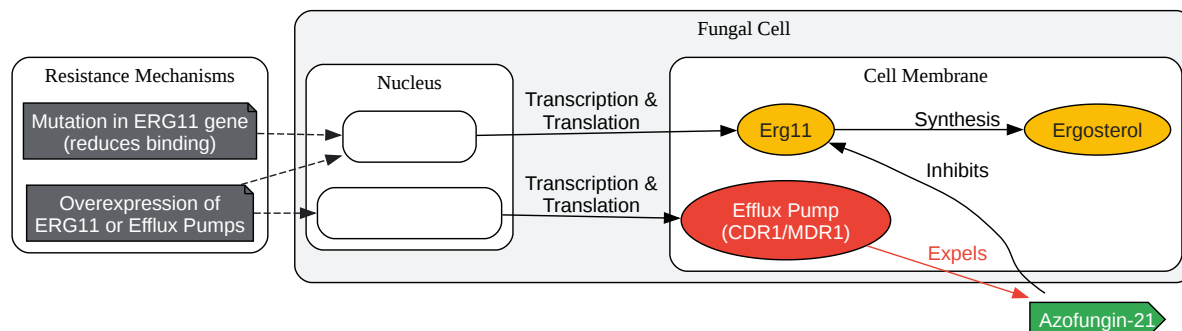 Fungal Cell
Resistance Mechanisms
Nucleus
Cell Membrane
Mutation in ERG11 gene
(reduces binding)
Transcription &
Translation
Erg11
Synthesis
Ergosterol
Inhibits
Overexpression of
ERG11 or Efflux Pumps
Transcription &
Translation
Efflux Pump
(CDR1/MDR1)
Expels
Azofungin-21